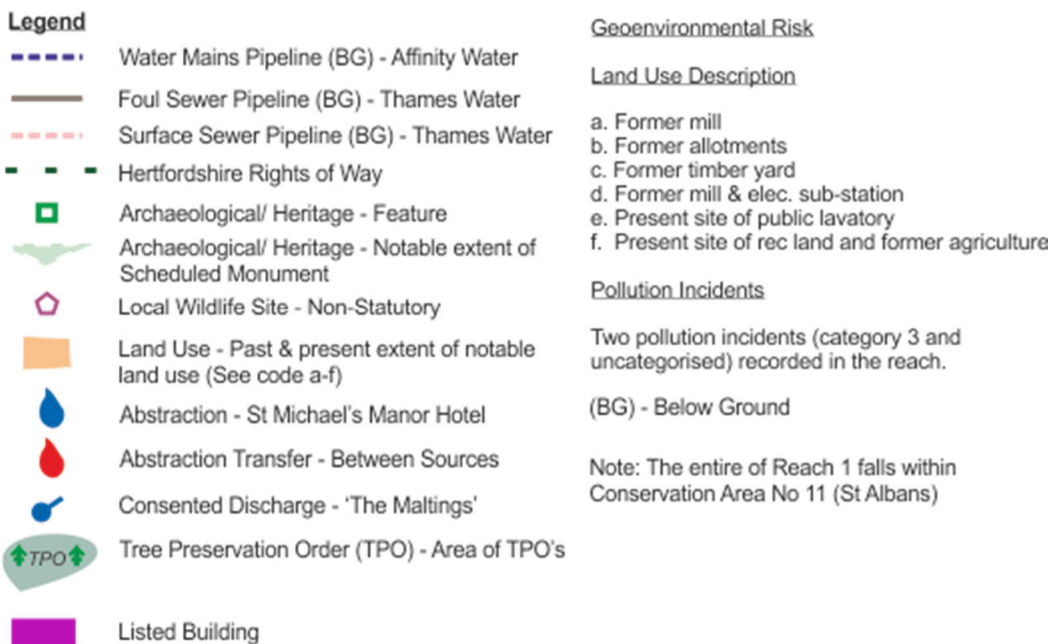 Legend
Water Mains Pipeline (BG) - Affinity Water
Foul Sewer Pipeline (BG) - Thames Water
Surface Sewer Pipeline (BG) - Thames Water
Hertfordshire Rights of Way
Archaeological/ Heritage - Feature
Archaeological/ Heritage - Notable extent of
Scheduled Monument
Local Wildlife Site - Non-Statutory
Land Use - Past & present extent of notable
land use (See code a-f)
Abstraction - St Michael's Manor Hotel
Abstraction Transfer - Between Sources
Consented Discharge - 'The Maltings'
TPO
Tree Preservation Order (TPO) - Area of TPO's
Listed Building
Geoenvironmental Risk
Land Use Description
a. Former mill
b. Former allotments
c. Former timber yard
d. Former mill & elec. sub-station
e. Present site of public lavatory
f. Present site of rec land and former agriculture
Pollution Incidents
Two pollution incidents (category 3 and
uncategorised) recorded in the reach.
(BG) - Below Ground
Note: The entire of Reach 1 falls within
Conservation Area No 11 (St Albans)